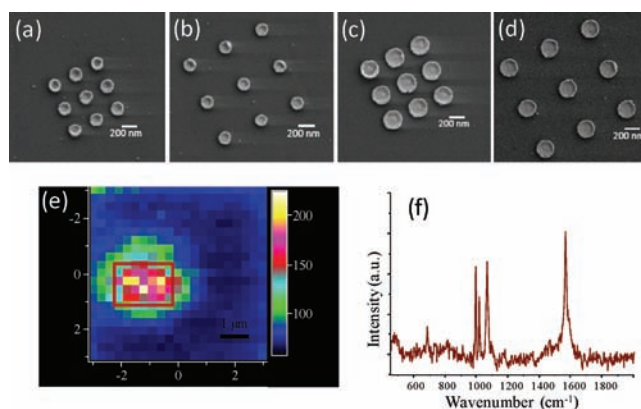 (a)
200 nm
(b)
200 nm
(c)
200 nm
(d)
200 nm
(e)
-2
0
2
-2 0 2
1 μm
200
150
100
(f)
Intensity (a.u.)
600 800 1000 1200 1400 1600 1800
Wavenumber (cm⁻¹)